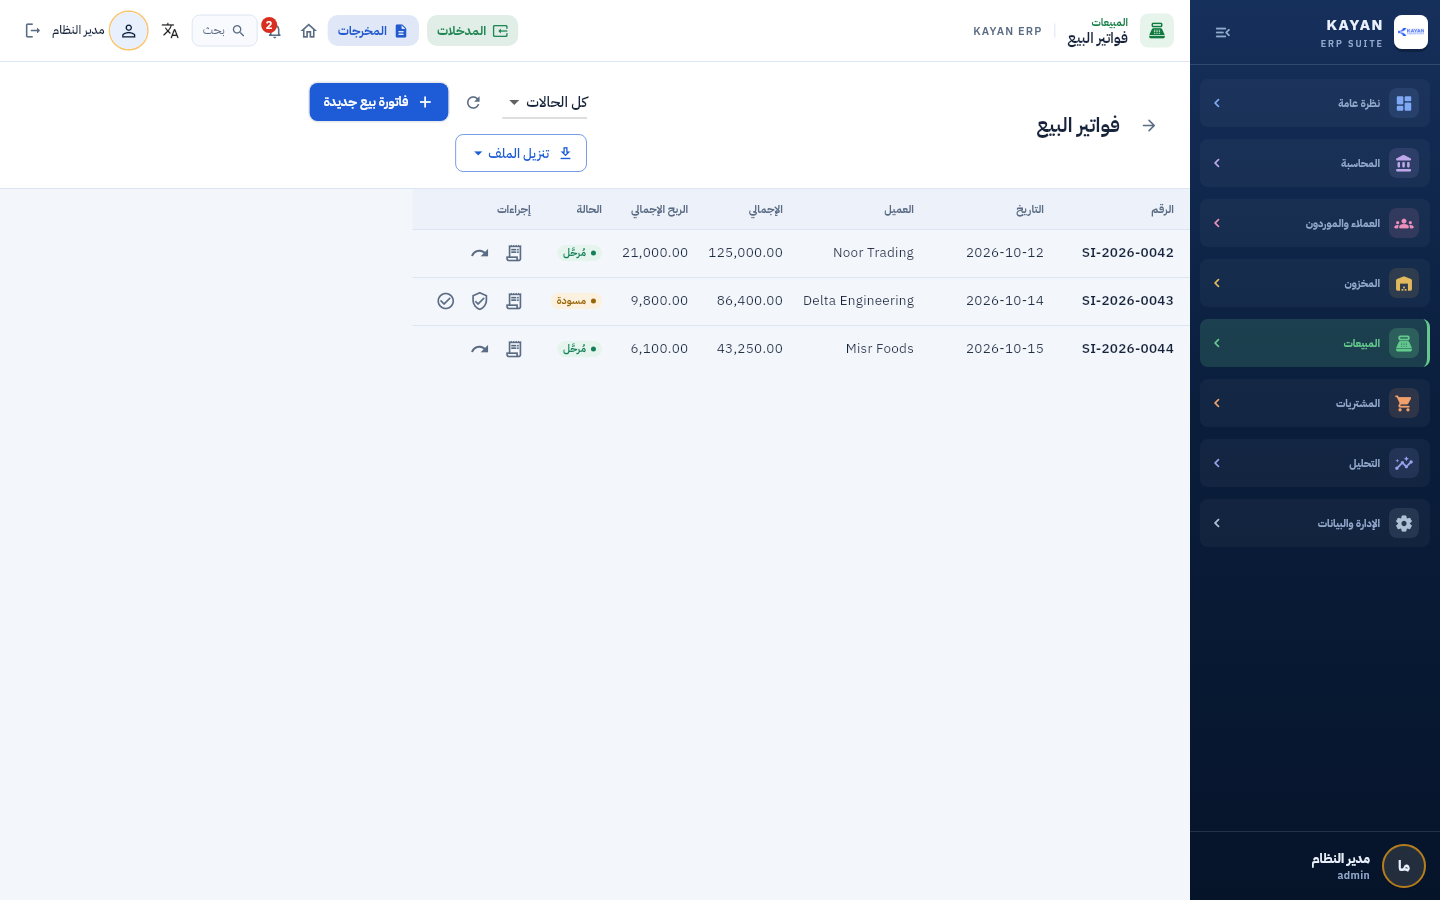 KAYAN
ERP SUITE
نظرة عامة
المحاسبة
العملاء والموردون
المخزون
المبيعات
المشتريات
التحليل
الإدارة والبيانات
ما
مدير النظام
admin
المبيعات
فواتير البيع
KAYAN ERP
المدخلات
المخرجات
2
بحث
مدير النظام
فواتير البيع
كل الحالات
فاتورة بيع جديدة
تنزيل الملف
الرقم التاريخ العميل الإجمالي الربح الإجمالي الحالة إجراءات
SI-2026-0042 2026-10-12 Noor Trading 125,000.00 21,000.00 مُرحَّل
SI-2026-0043 2026-10-14 Delta Engineering 86,400.00 9,800.00 مسودة
SI-2026-0044 2026-10-15 Misr Foods 43,250.00 6,100.00 مُرحَّل